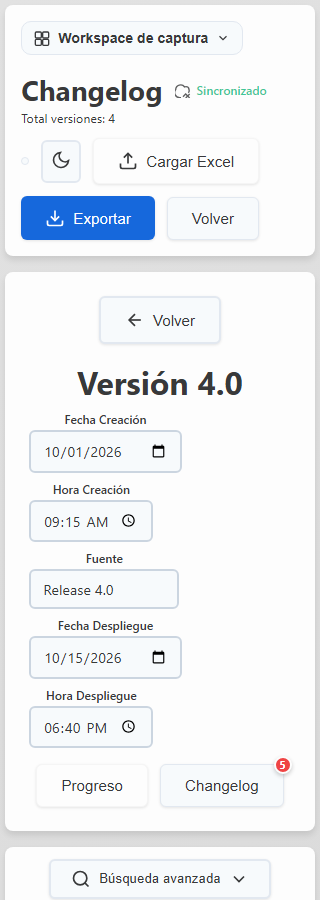 Workspace de captura
Changelog
Sincronizado
Total versiones: 4
Cargar Excel
Exportar
Volver
Volver
Versión 4.0
Fecha Creación
10/01/2026
Hora Creación
09:15 AM
Fuente
Release 4.0
Fecha Despliegue
10/15/2026
Hora Despliegue
06:40 PM
Progreso
Changelog
5
Búsqueda avanzada